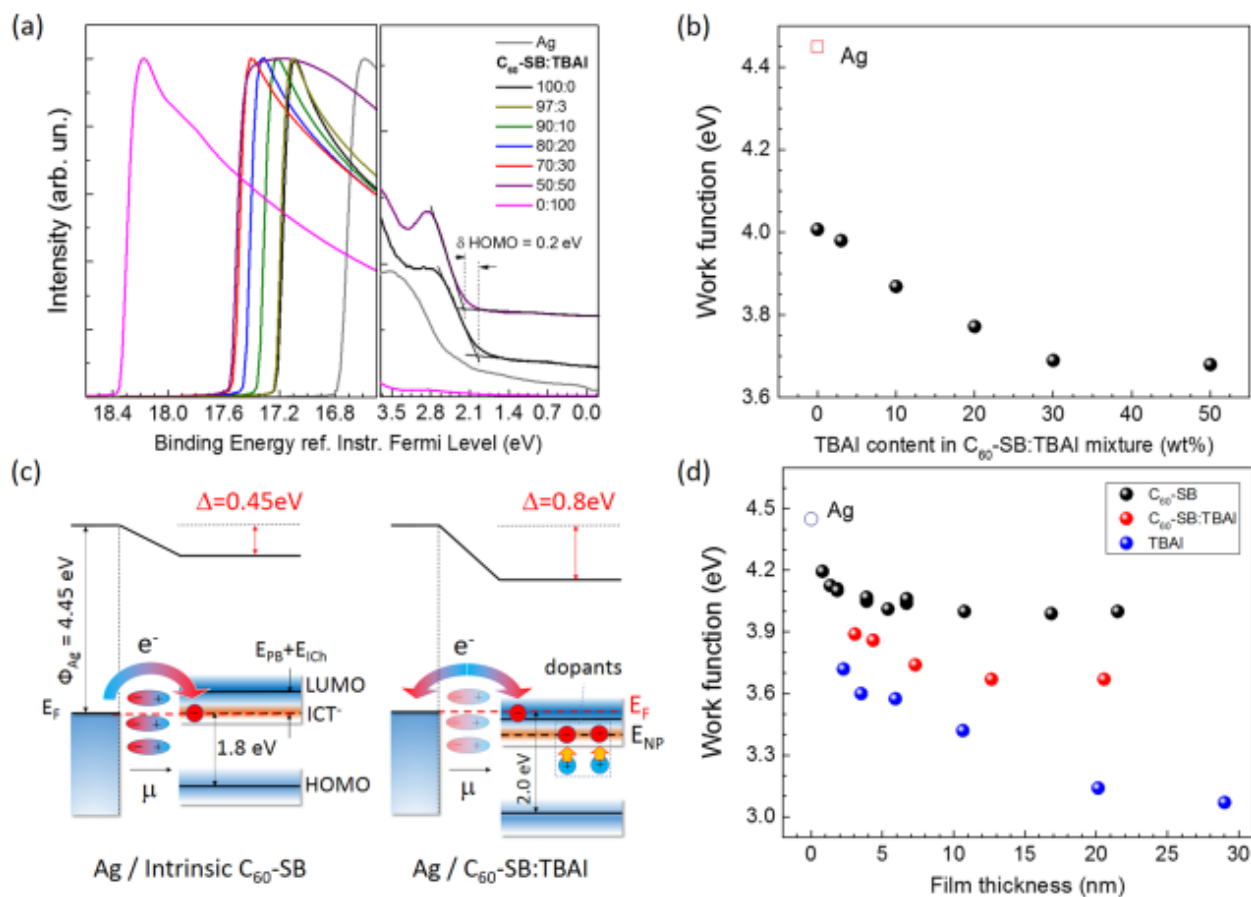 (a)
Intensity (arb. un.)
Ag
C₆₀-SB:TBAI
100:0
97:3
90:10
80:20
70:30
50:50
0:100
δ HOMO = 0.2 eV
18.4 18.0 17.6 17.2 16.8 3.5 2.8 2.1 1.4 0.7 0.0
Binding Energy ref. Instr. Fermi Level (eV)
(b)
Work function (eV)
4.4
4.2
4.0
3.8
3.6
Ag
0 10 20 30 40 50
TBAI content in C₆₀-SB:TBAI mixture (wt%)
(c)
Δ=0.45eV
Φ_Ag = 4.45 eV
e⁻
E_PB+E_ICh
LUMO
E_F
ICT⁻
1.8 eV
μ
HOMO
Ag / Intrinsic C₆₀-SB
Δ=0.8eV
e⁻
dopants
E_F
E_NP
2.0 eV
μ
Ag / C₆₀-SB:TBAI
(d)
Work function (eV)
4.5
4.2
3.9
3.6
3.3
3.0
Ag
C₆₀-SB
C₆₀-SB:TBAI
TBAI
0 5 10 15 20 25 30
Film thickness (nm)